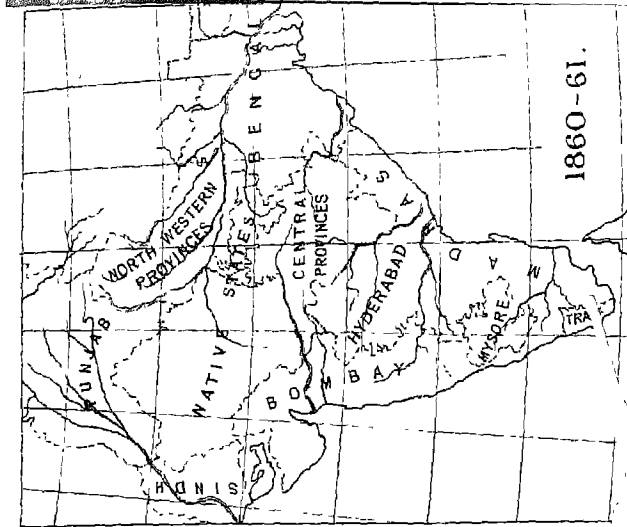 PUNJAB
NORTH WESTERN
PROVINCES
NATIVE STATES
BENGAL
SINDH
CENTRAL
PROVINCES
BOMBAY
HYDERABAD
MADRAS
MYSORE
TRA
1860-61.